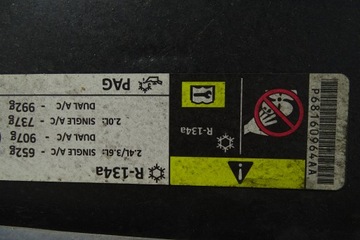 P68160964AA
R-134a
R-134a
2.4L/3.6L: SINGLE A/C - 652g
DUAL A/C - 907g
2.0L: SINGLE A/C - 737g
DUAL A/C - 992g
PAG